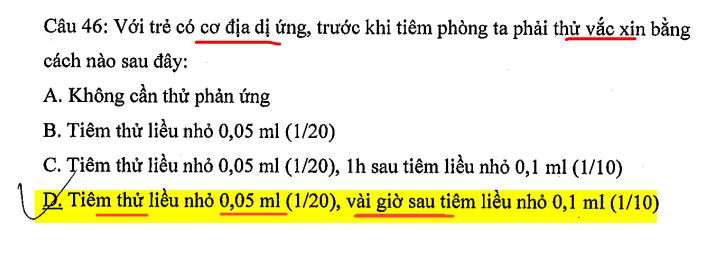 Câu 46: Với trẻ có cơ địa dị ứng, trước khi tiêm phòng ta phải thử vắc xin bằng
cách nào sau đây:
A. Không cần thử phản ứng
B. Tiêm thử liều nhỏ 0,05 ml (1/20)
C. Tiêm thử liều nhỏ 0,05 ml (1/20), 1h sau tiêm liều nhỏ 0,1 ml (1/10)
D. Tiêm thử liều nhỏ 0,05 ml (1/20), vài giờ sau tiêm liều nhỏ 0,1 ml (1/10)